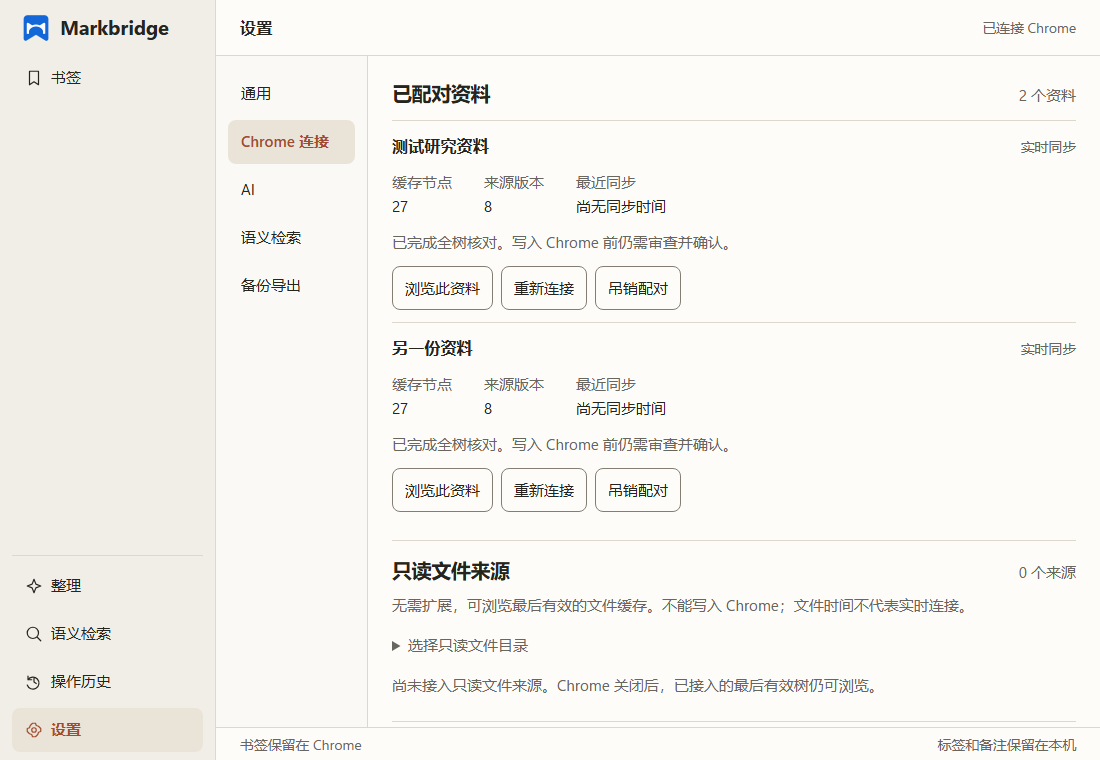 Markbridge
书签
整理
语义检索
操作历史
设置
设置
已连接 Chrome
通用
Chrome 连接
AI
语义检索
备份导出
已配对资料
2 个资料
测试研究资料
实时同步
缓存节点 来源版本 最近同步
27 8 尚无同步时间
已完成全树核对。写入 Chrome 前仍需审查并确认。
浏览此资料 重新连接 吊销配对
另一份资料
实时同步
缓存节点 来源版本 最近同步
27 8 尚无同步时间
已完成全树核对。写入 Chrome 前仍需审查并确认。
浏览此资料 重新连接 吊销配对
只读文件来源
0 个来源
无需扩展，可浏览最后有效的文件缓存。不能写入 Chrome；文件时间不代表实时连接。
选择只读文件目录
尚未接入只读文件来源。Chrome 关闭后，已接入的最后有效树仍可浏览。
书签保留在 Chrome
标签和备注保留在本机